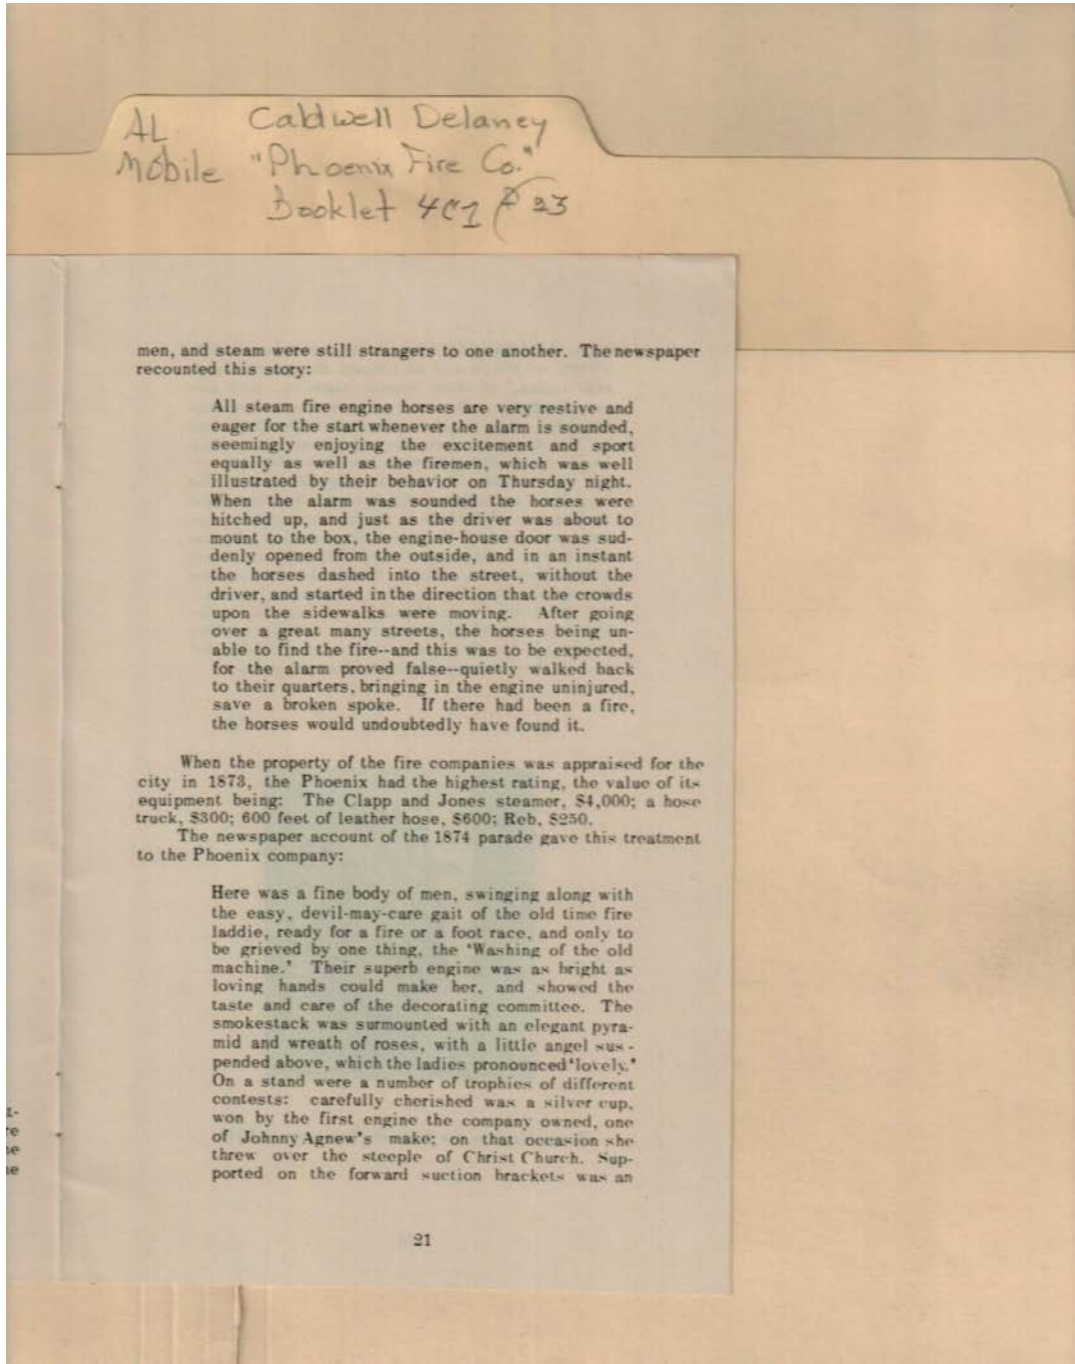 AL Caldwell Delaney
Mobile "Phoenix Fire Co."
Booklet 4C1 P 23
men, and steam were still strangers to one another. The newspaper
recounted this story:
All steam fire engine horses are very restive and
eager for the start whenever the alarm is sounded,
seemingly enjoying the excitement and sport
equally as well as the firemen, which was well
illustrated by their behavior on Thursday night.
When the alarm was sounded the horses were
hitched up, and just as the driver was about to
mount to the box, the engine-house door was sud-
denly opened from the outside, and in an instant
the horses dashed into the street, without the
driver, and started in the direction that the crowds
upon the sidewalks were moving. After going
over a great many streets, the horses being un-
able to find the fire--and this was to be expected,
for the alarm proved false--quietly walked back
to their quarters, bringing in the engine uninjured,
save a broken spoke. If there had been a fire,
the horses would undoubtedly have found it.
When the property of the fire companies was appraised for the
city in 1873, the Phoenix had the highest rating, the value of its
equipment being: The Clapp and Jones steamer, $4,000; a hose
truck, $300; 600 feet of leather hose, $600; Reb, $250.
The newspaper account of the 1874 parade gave this treatment
to the Phoenix company:
Here was a fine body of men, swinging along with
the easy, devil-may-care gait of the old time fire
laddie, ready for a fire or a foot race, and only to
be grieved by one thing, the 'Washing of the old
machine.' Their superb engine was as bright as
loving hands could make her, and showed the
taste and care of the decorating committee. The
smokestack was surmounted with an elegant pyra-
mid and wreath of roses, with a little angel sus-
pended above, which the ladies pronounced 'lovely.'
On a stand were a number of trophies of different
contests: carefully cherished was a silver cup,
won by the first engine the company owned, one
of Johnny Agnew's make; on that occasion she
threw over the steeple of Christ Church. Sup-
ported on the forward suction brackets was an
21